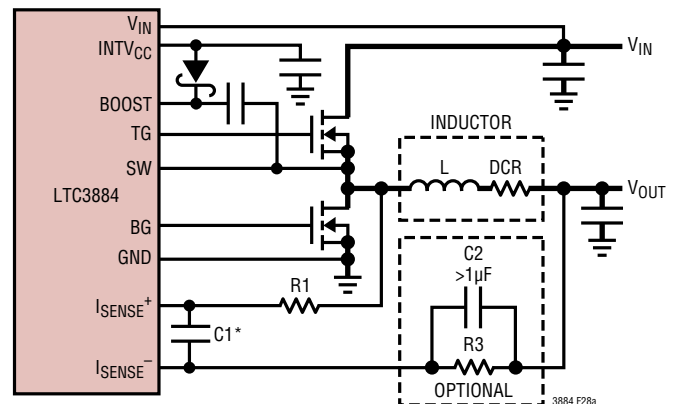 VIN
INTVCC
BOOST
TG
SW
LTC3884
BG
GND
ISENSE+
ISENSE–
C1*
R1
INDUCTOR
L
DCR
VIN
VOUT
C2
>1µF
R3
OPTIONAL
3884 F28a